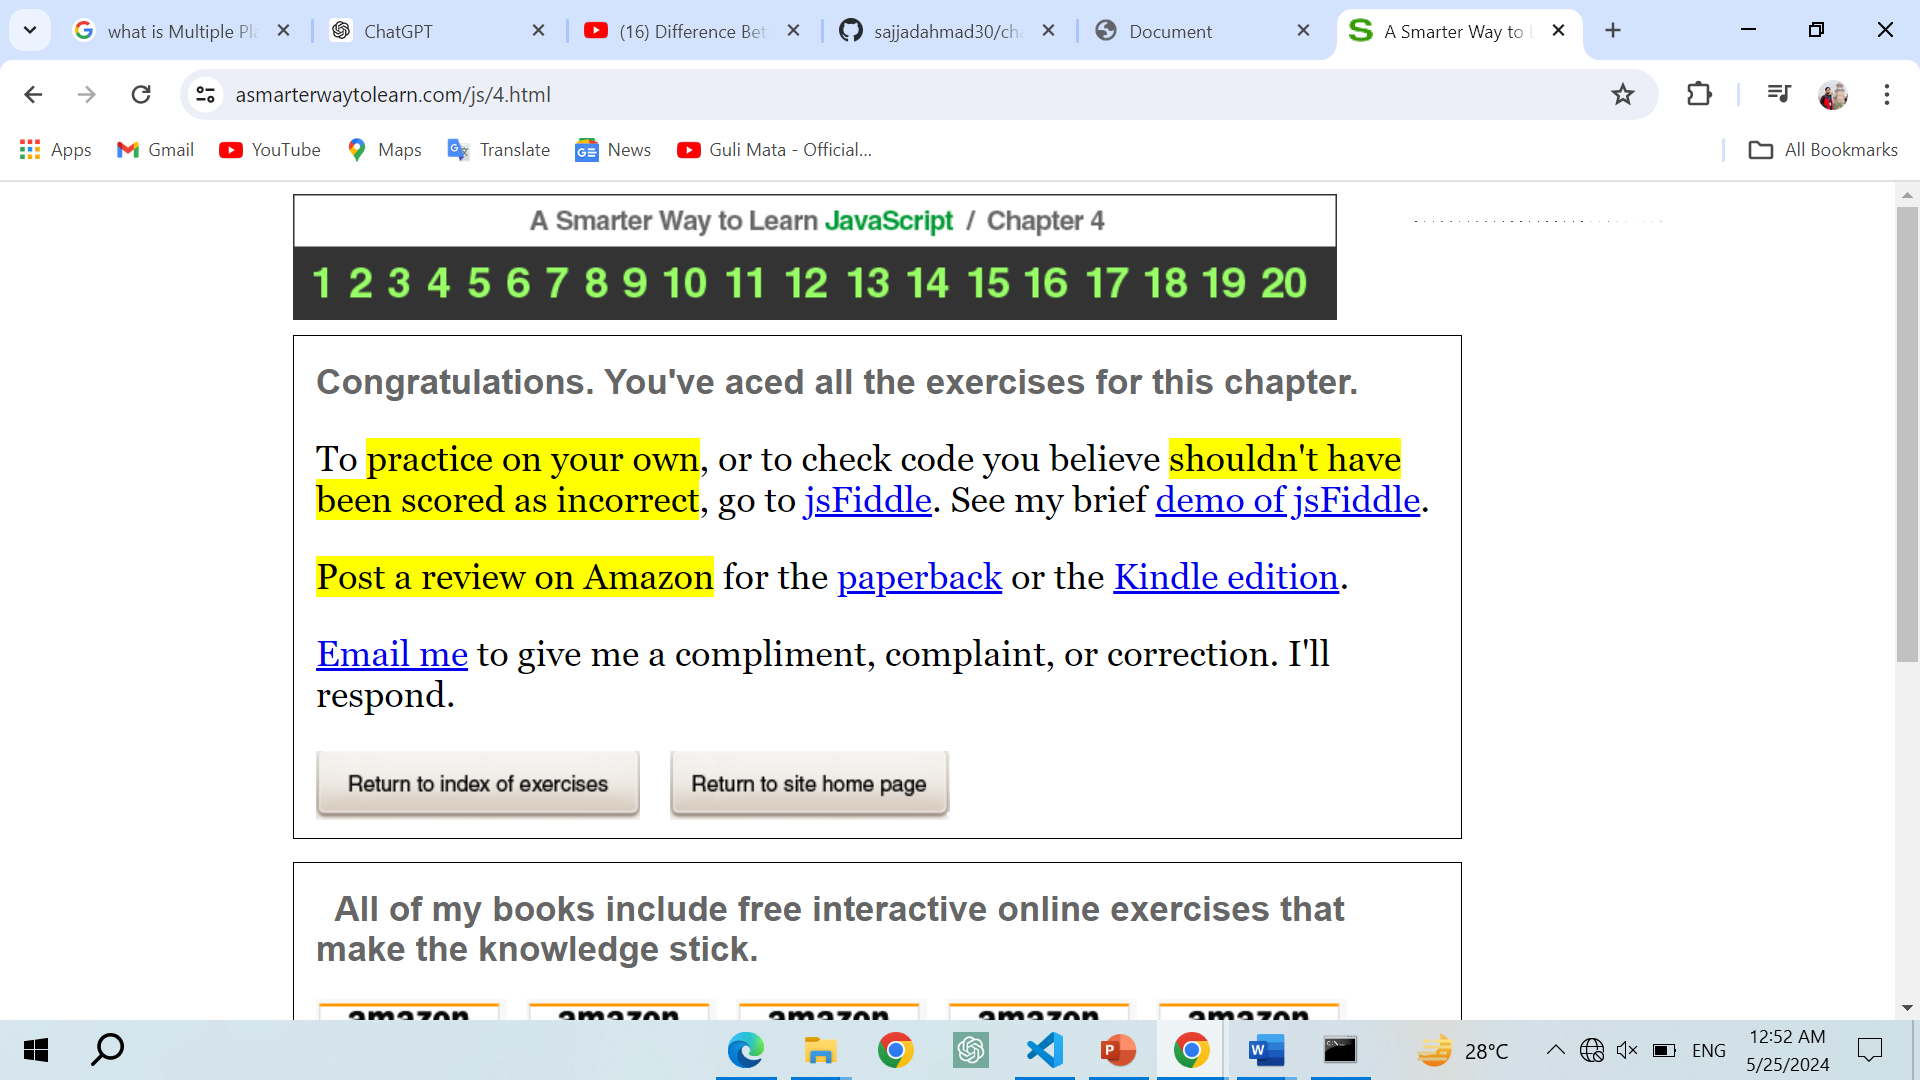 what is Multiple Pla
ChatGPT
(16) Difference Bet
sajjadahmad30/cha
Document
A Smarter Way to
asmarterwaytolearn.com/js/4.html
Apps
Gmail
YouTube
Maps
Translate
News
Guli Mata - Official...
All Bookmarks
A Smarter Way to Learn JavaScript / Chapter 4
1 2 3 4 5 6 7 8 9 10 11 12 13 14 15 16 17 18 19 20
Congratulations. You've aced all the exercises for this chapter.
To practice on your own, or to check code you believe shouldn't have
been scored as incorrect, go to jsFiddle. See my brief demo of jsFiddle.
Post a review on Amazon for the paperback or the Kindle edition.
Email me to give me a compliment, complaint, or correction. I'll
respond.
Return to index of exercises
Return to site home page
All of my books include free interactive online exercises that
make the knowledge stick.
amazon amazon amazon amazon amazon
28°C
ENG
12:52 AM
5/25/2024